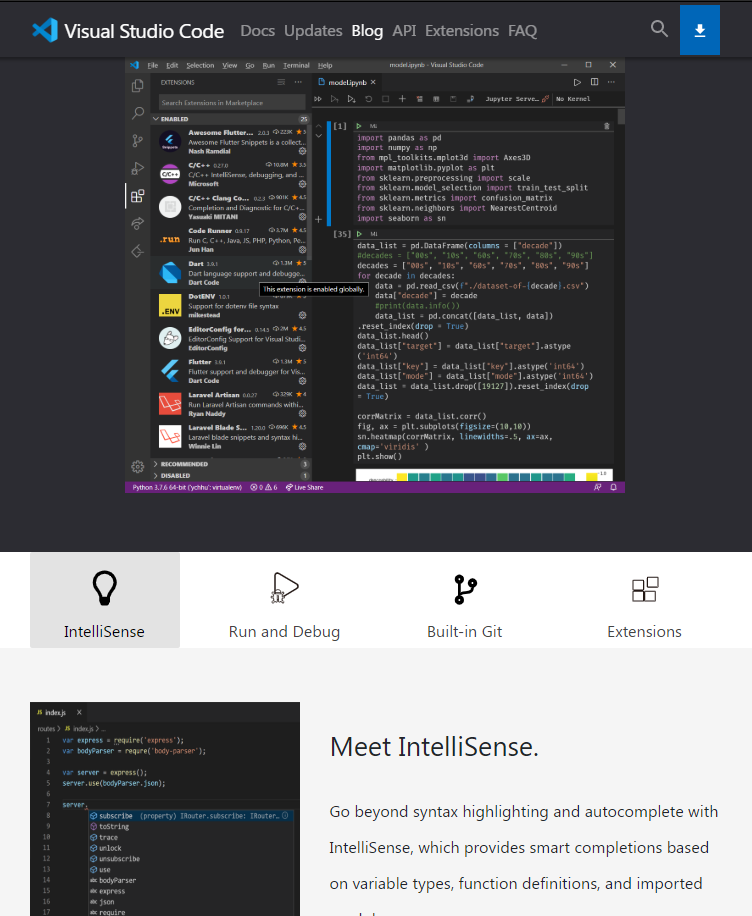 Visual Studio Code Docs Updates Blog API Extensions FAQ
File Edit Selection View Go Run Terminal Help model.ipynb - Visual Studio Code
EXTENSIONS
Search Extensions in Marketplace
ENABLED 25
Awesome Flutter... 2.0.3 223K 5
Awesome Flutter Snippets is a collect...
Nash Ramdial
C/C++ 0.27.0 3.5
C/C++ IntelliSense, debugging, and ...
Microsoft
C/C++ Clang Co... 0.2.3 901K 4.5
Completion and Diagnostic for C/C+...
Yasuaki MITANI
Code Runner 0.9.17 5.7M 4.5
Run C, C++, Java, JS, PHP, Python, Pe...
Jun Han
Dart 3.9.1 1.3M 5
Dart language support and debugge...
Dart Code
This extension is enabled globally.
DotENV 1.0.1
Support for dotenv file syntax
mikestead
EditorConfig for... 0.14.5 2M 4.5
EditorConfig Support for Visual Studi...
EditorConfig
Flutter 3.9.1 1.3M 5
Flutter support and debugger for Vis...
Dart Code
Laravel Artisan 0.0.27 329K 4
Run Laravel Artisan commands withi...
Ryan Naddy
Laravel Blade S... 1.20.0 696K 4.5
Laravel blade snippets and syntax hi...
Winnie Lin
RECOMMENDED 3
DISABLED 1
model.ipynb
Jupyter Serve... No Kernel
[1]
import pandas as pd
import numpy as np
from mpl_toolkits.mplot3d import Axes3D
import matplotlib.pyplot as plt
from sklearn.preprocessing import scale
from sklearn.model_selection import train_test_split
from sklearn.metrics import confusion_matrix
from sklearn.neighbors import NearestCentroid
import seaborn as sn
[35]
data_list = pd.DataFrame(columns = ["decade"])
#decades = ["00s", "10s", "60s", "70s", "80s", "90s"]
decades = ["00s", "10s", "60s", "70s", "80s", "90s"]
for decade in decades:
data = pd.read_csv(f"./dataset-of-{decade}.csv")
data["decade"] = decade
#print(data.info())
data_list = pd.concat([data_list, data])
.reset_index(drop = True)
data_list.head()
data_list["target"] = data_list["target"].astype
('int64')
data_list["key"] = data_list["key"].astype('int64')
data_list["mode"] = data_list["mode"].astype('int64')
data_list = data_list.drop([19127]).reset_index(drop
= True)
corrMatrix = data_list.corr()
fig, ax = plt.subplots(figsize=(10,10))
sn.heatmap(corrMatrix, linewidths=.5, ax=ax,
cmap='viridis' )
plt.show()
Python 3.7.6 64-bit ('ychhu': virtualenv) 0 6 Live Share
IntelliSense Run and Debug Built-in Git Extensions
JS index.js
routes > JS index.js > ..
1 var express = require('express');
2 var bodyParser = requre('body-parser');
3
4 var server = express();
5 server.use(bodyParser.json);
6
7 server.
8 subscribe (property) IRouter.subscribe: IRouter...
9 toString
10 trace
11 unlock
12 unsubscribe
13 use
14 abc bodyParser
15 abc express
16 abc json
17 abc require
Meet IntelliSense.
Go beyond syntax highlighting and autocomplete with
IntelliSense, which provides smart completions based
on variable types, function definitions, and imported